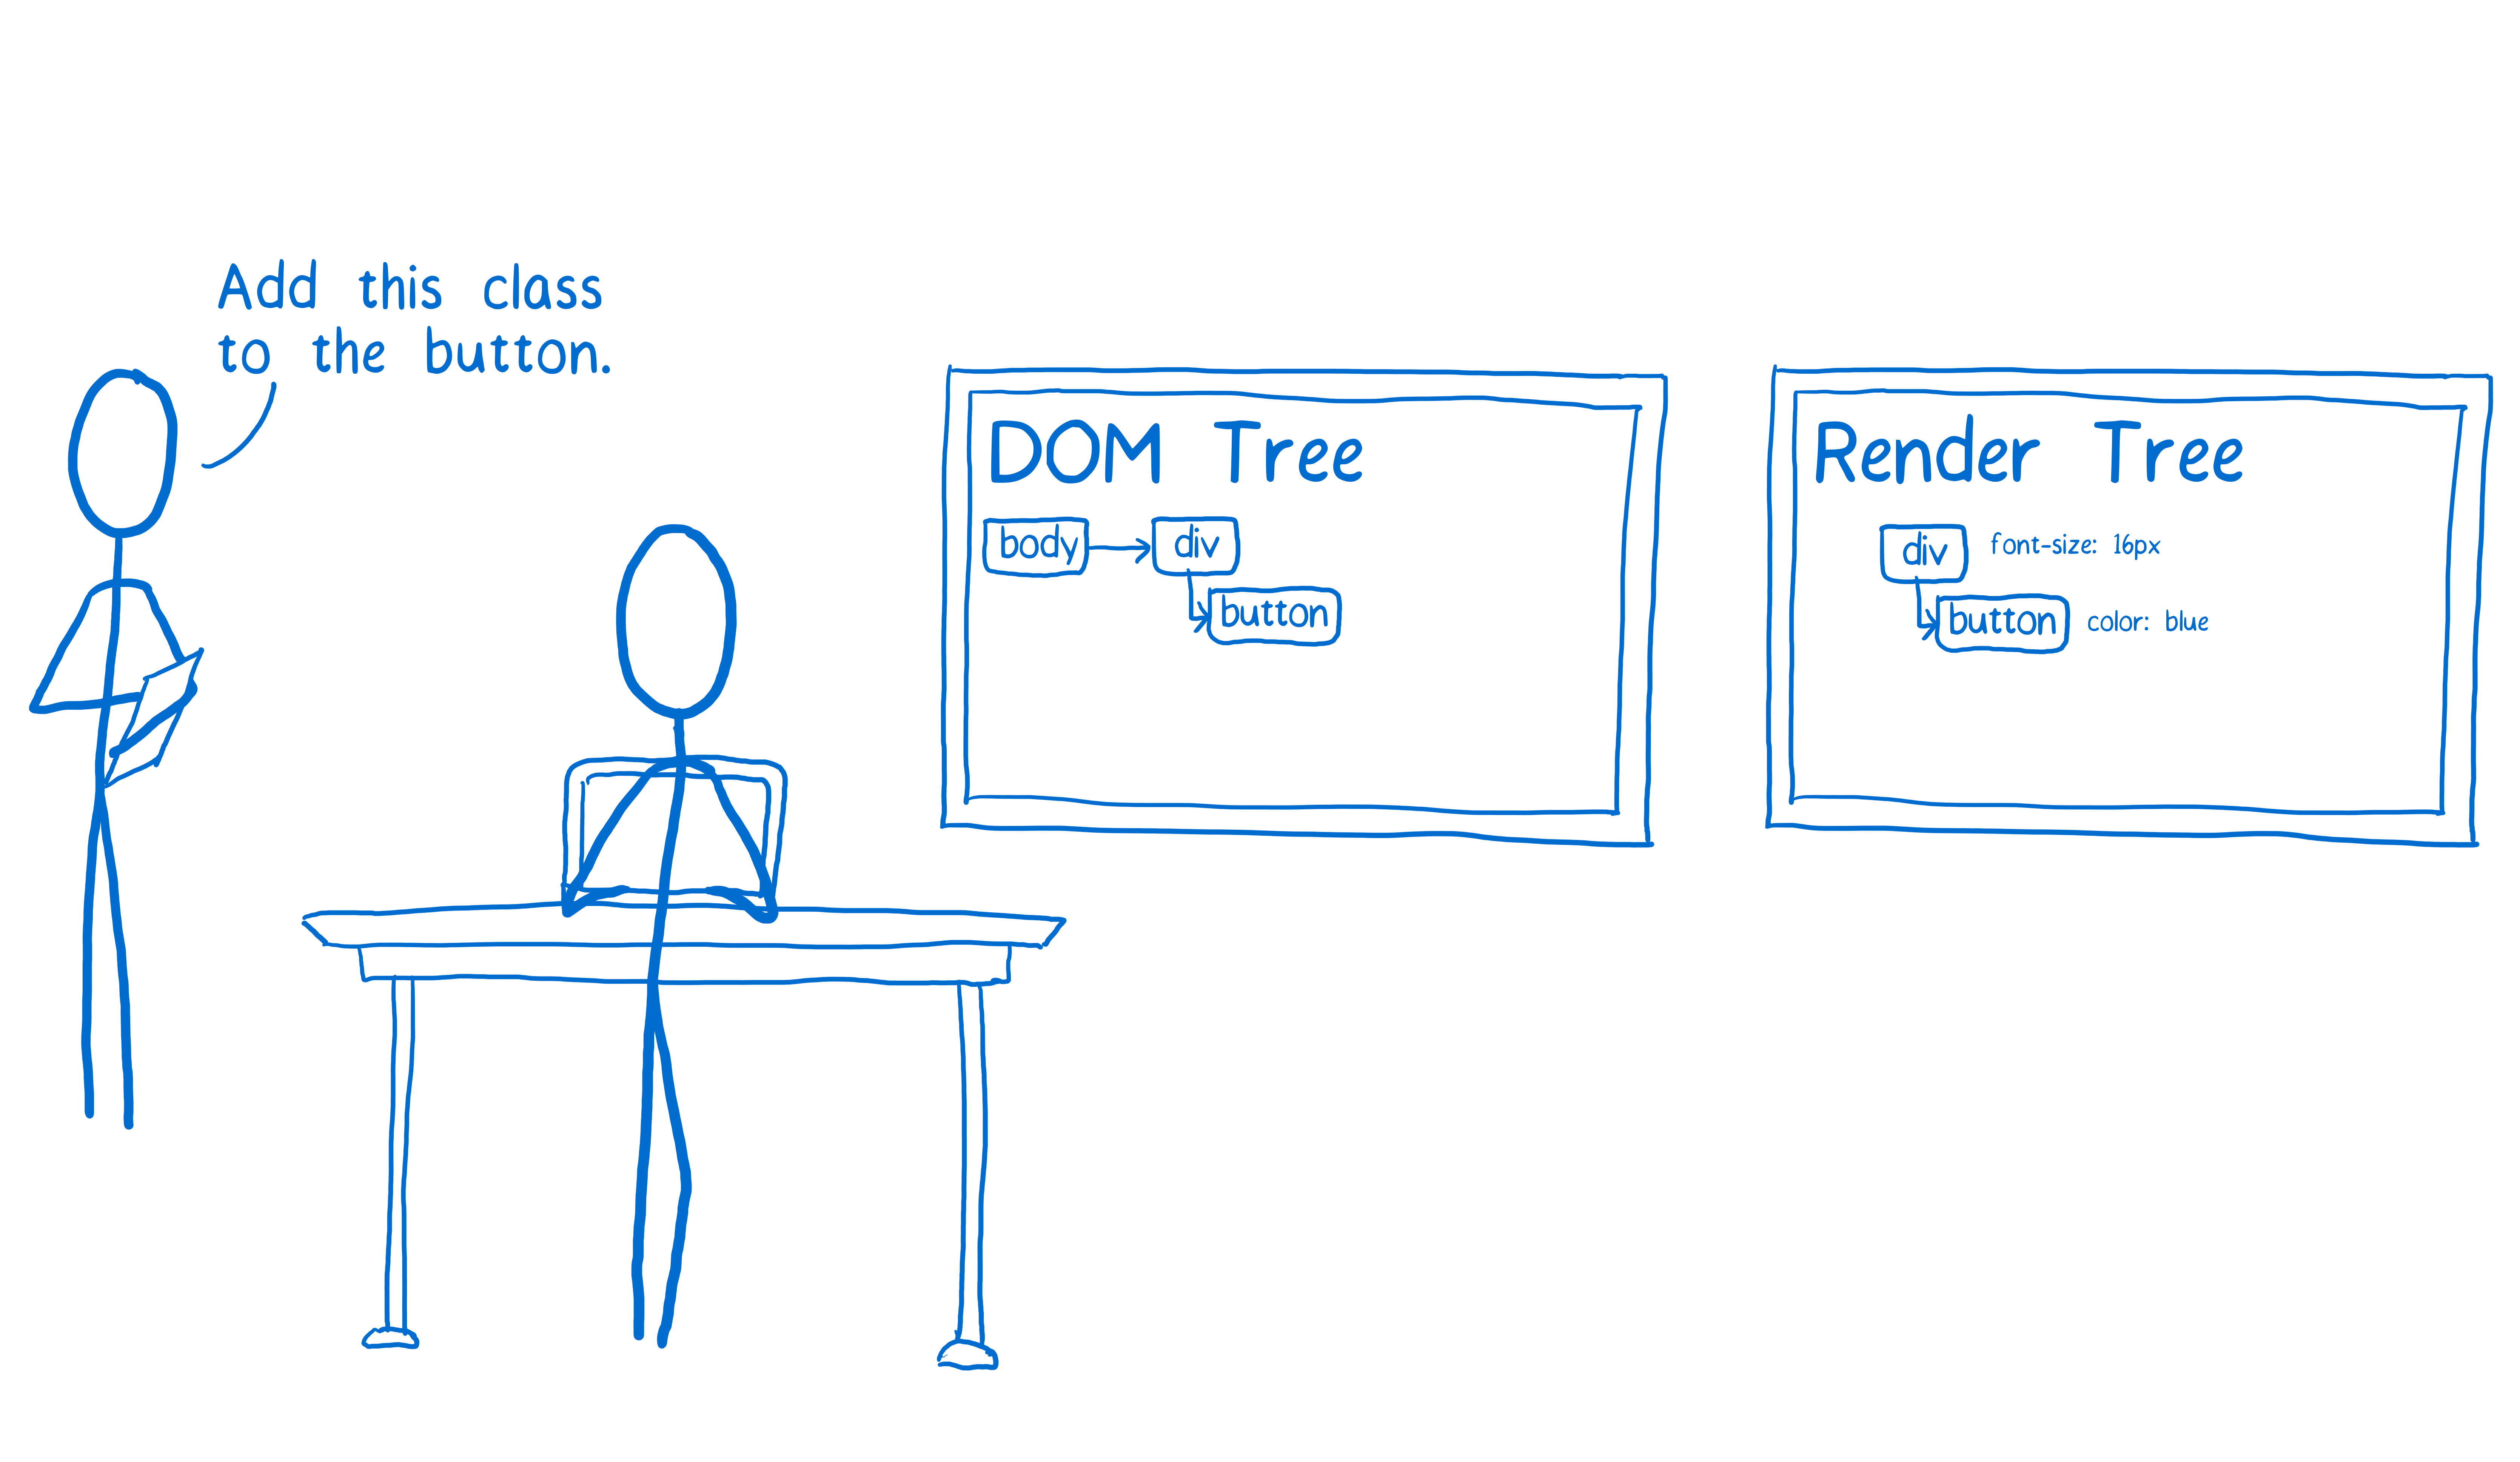 Add this class
to the button.
DOM Tree
body
div
button
Render Tree
div
font-size: 16px
button
color: blue